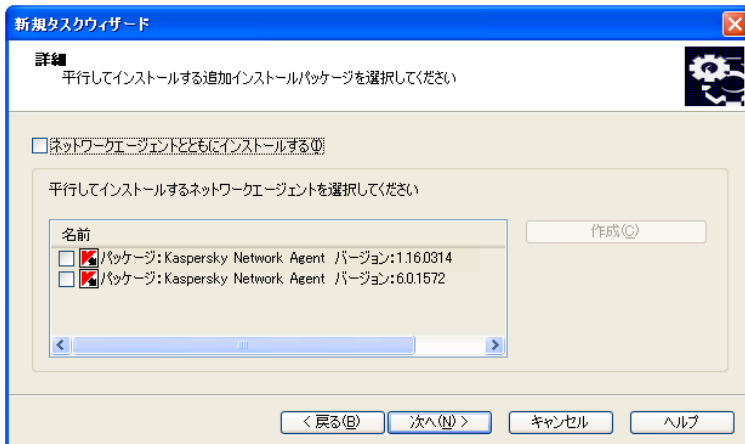 新規タスクウィザード
詳細
平行してインストールする追加インストールパッケージを選択してください
ネットワークエージェントとともにインストールする(I)
平行してインストールするネットワークエージェントを選択してください
作成(C)
名前
パッケージ:Kaspersky Network Agent バージョン:1.16.0314
パッケージ:Kaspersky Network Agent バージョン:6.0.1572
< 戻る(B) 次へ(N) > キャンセル ヘルプ